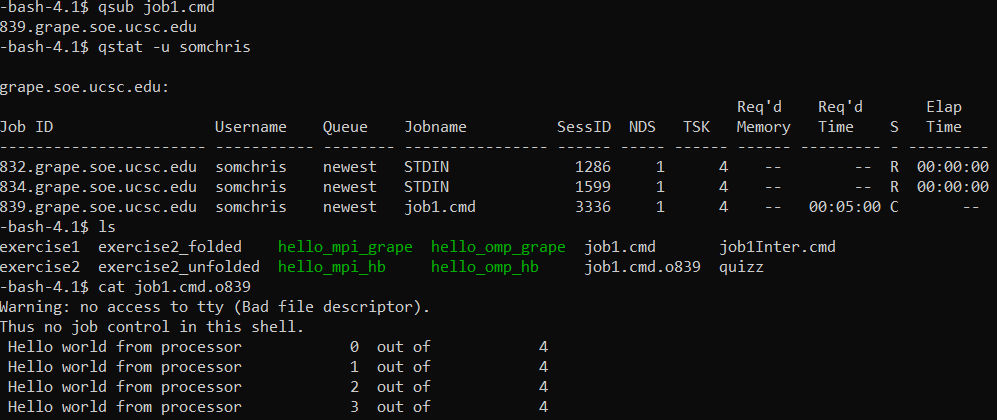 -bash-4.1$ qsub job1.cmd
839.grape.soe.ucsc.edu
-bash-4.1$ qstat -u somchris
grape.soe.ucsc.edu:
                                                                         Req'd    Req'd      Elap
Job ID                Username    Queue    Jobname          SessID  NDS   TSK   Memory   Time    S   Time
--------------------- ----------- -------- ---------------- ------ ----- ------ ------ --------- - ---------
832.grape.soe.ucsc.edu  somchris    newest   STDIN              1286     1      4    --       --  R  00:00:00
834.grape.soe.ucsc.edu  somchris    newest   STDIN              1599     1      4    --       --  R  00:00:00
839.grape.soe.ucsc.edu  somchris    newest   job1.cmd           3336     1      4    --  00:05:00 C       --
-bash-4.1$ ls
exercise1  exercise2_folded    hello_mpi_grape  hello_omp_grape  job1.cmd       job1Inter.cmd
exercise2  exercise2_unfolded  hello_mpi_hb     hello_omp_hb     job1.cmd.o839  quizz
-bash-4.1$ cat job1.cmd.o839
Warning: no access to tty (Bad file descriptor).
Thus no job control in this shell.
 Hello world from processor           0  out of            4
 Hello world from processor           1  out of            4
 Hello world from processor           2  out of            4
 Hello world from processor           3  out of            4